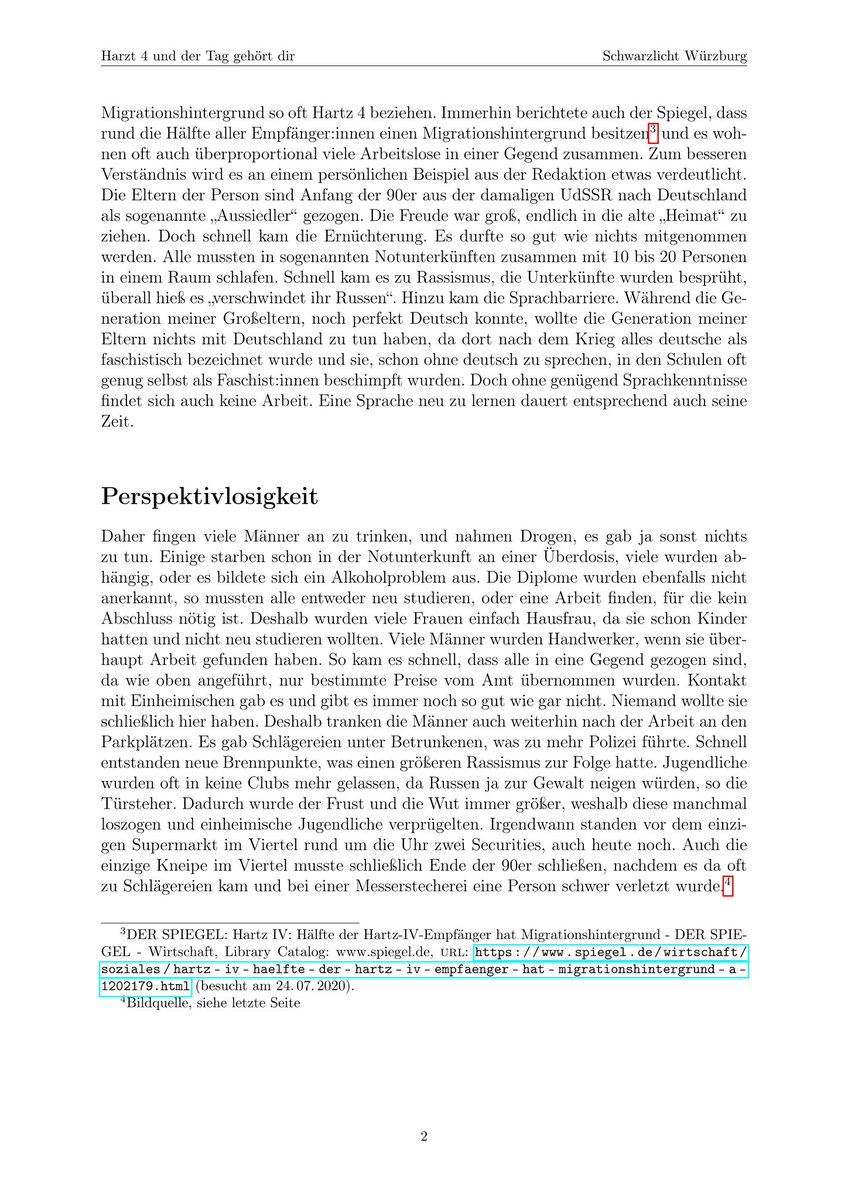 Harzt 4 und der Tag gehört dir Schwarzlicht Würzburg
Migrationshintergrund so oft Hartz 4 beziehen. Immerhin berichtete auch der Spiegel, dass
rund die Hälfte aller Empfänger:innen einen Migrationshintergrund besitzen3 und es woh-
nen oft auch überproportional viele Arbeitslose in einer Gegend zusammen. Zum besseren
Verständnis wird es an einem persönlichen Beispiel aus der Redaktion etwas verdeutlicht.
Die Eltern der Person sind Anfang der 90er aus der damaligen UdSSR nach Deutschland
als sogenannte „Aussiedler“ gezogen. Die Freude war groß, endlich in die alte „Heimat“ zu
ziehen. Doch schnell kam die Ernüchterung. Es durfte so gut wie nichts mitgenommen
werden. Alle mussten in sogenannten Notunterkünften zusammen mit 10 bis 20 Personen
in einem Raum schlafen. Schnell kam es zu Rassismus, die Unterkünfte wurden besprüht,
überall hieß es „verschwindet ihr Russen“. Hinzu kam die Sprachbarriere. Während die Ge-
neration meiner Großeltern, noch perfekt Deutsch konnte, wollte die Generation meiner
Eltern nichts mit Deutschland zu tun haben, da dort nach dem Krieg alles deutsche als
faschistisch bezeichnet wurde und sie, schon ohne deutsch zu sprechen, in den Schulen oft
genug selbst als Faschist:innen beschimpft wurden. Doch ohne genügend Sprachkenntnisse
findet sich auch keine Arbeit. Eine Sprache neu zu lernen dauert entsprechend auch seine
Zeit.
Perspektivlosigkeit
Daher fingen viele Männer an zu trinken, und nahmen Drogen, es gab ja sonst nichts
zu tun. Einige starben schon in der Notunterkunft an einer Überdosis, viele wurden ab-
hängig, oder es bildete sich ein Alkoholproblem aus. Die Diplome wurden ebenfalls nicht
anerkannt, so mussten alle entweder neu studieren, oder eine Arbeit finden, für die kein
Abschluss nötig ist. Deshalb wurden viele Frauen einfach Hausfrau, da sie schon Kinder
hatten und nicht neu studieren wollten. Viele Männer wurden Handwerker, wenn sie über-
haupt Arbeit gefunden haben. So kam es schnell, dass alle in eine Gegend gezogen sind,
da wie oben angeführt, nur bestimmte Preise vom Amt übernommen wurden. Kontakt
mit Einheimischen gab es und gibt es immer noch so gut wie gar nicht. Niemand wollte sie
schließlich hier haben. Deshalb tranken die Männer auch weiterhin nach der Arbeit an den
Parkplätzen. Es gab Schlägereien unter Betrunkenen, was zu mehr Polizei führte. Schnell
entstanden neue Brennpunkte, was einen größeren Rassismus zur Folge hatte. Jugendliche
wurden oft in keine Clubs mehr gelassen, da Russen ja zur Gewalt neigen würden, so die
Türsteher. Dadurch wurde der Frust und die Wut immer größer, weshalb diese manchmal
loszogen und einheimische Jugendliche verprügelten. Irgendwann standen vor dem einzi-
gen Supermarkt im Viertel rund um die Uhr zwei Securities, auch heute noch. Auch die
einzige Kneipe im Viertel musste schließlich Ende der 90er schließen, nachdem es da oft
zu Schlägereien kam und bei einer Messerstecherei eine Person schwer verletzt wurde.4
3DER SPIEGEL: Hartz IV: Hälfte der Hartz-IV-Empfänger hat Migrationshintergrund - DER SPIE-
GEL - Wirtschaft, Library Catalog: www.spiegel.de, URL: https://www.spiegel.de/wirtschaft/
soziales/hartz-iv-haelfte-der-hartz-iv-empfaenger-hat-migrationshintergrund-a-
1202179.html (besucht am 24. 07. 2020).
4Bildquelle, siehe letzte Seite
2